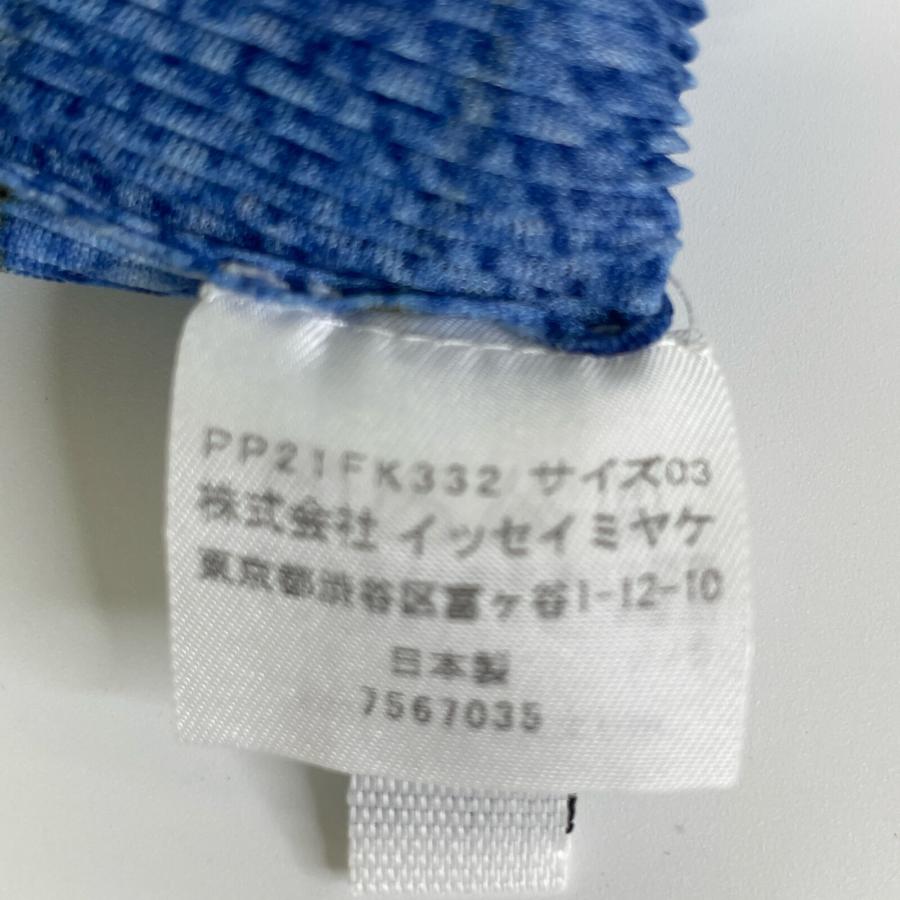 PP21FK332 サイズ03
株式会社 イッセイミヤケ
東京都渋谷区富ヶ谷1-12-10
日本製
7567035